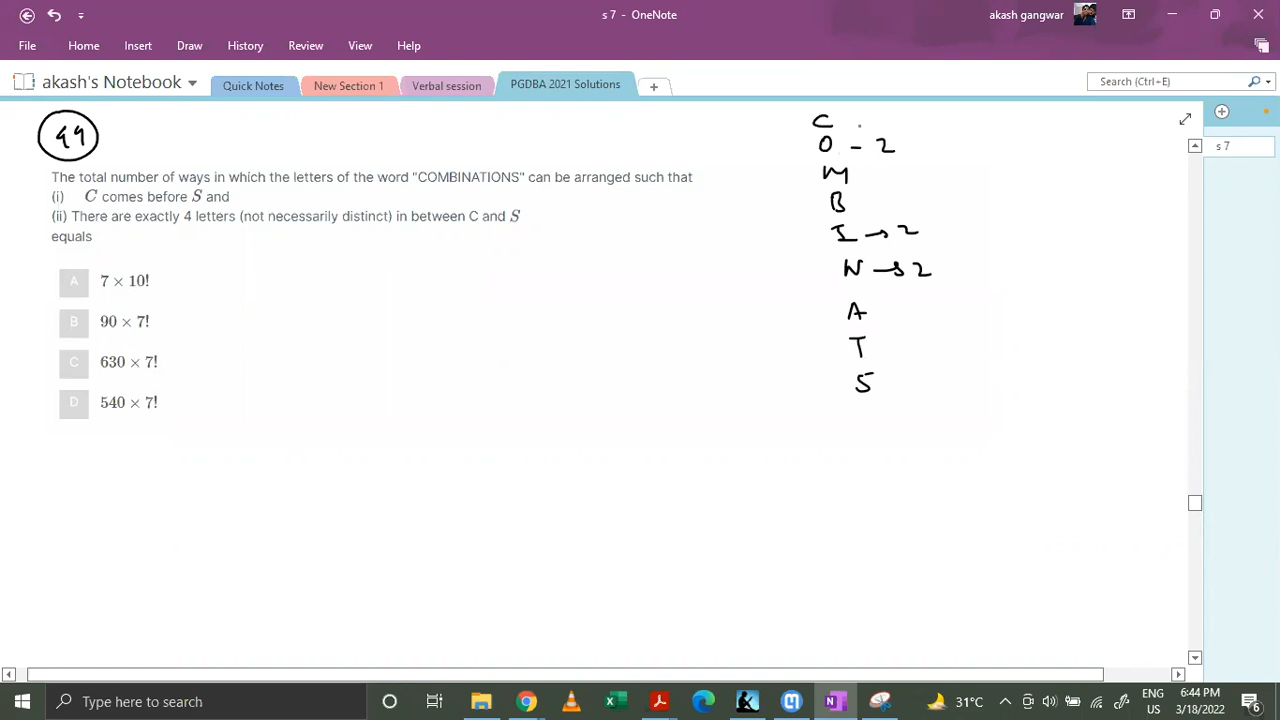 s 7 - OneNote
akash gangwar
File Home Insert Draw History Review View Help
akash's Notebook
Quick Notes
New Section 1
Verbal session
PGDBA 2021 Solutions
Search (Ctrl+E)
s 7
49
The total number of ways in which the letters of the word "COMBINATIONS" can be arranged such that
(i) C comes before S and
(ii) There are exactly 4 letters (not necessarily distinct) in between C and S
equals
A 7 × 10!
B 90 × 7!
C 630 × 7!
D 540 × 7!
C
O - 2
M
B
I → 2
N → 2
A
T
S
Type here to search
31°C
ENG
US
6:44 PM
3/18/2022
6